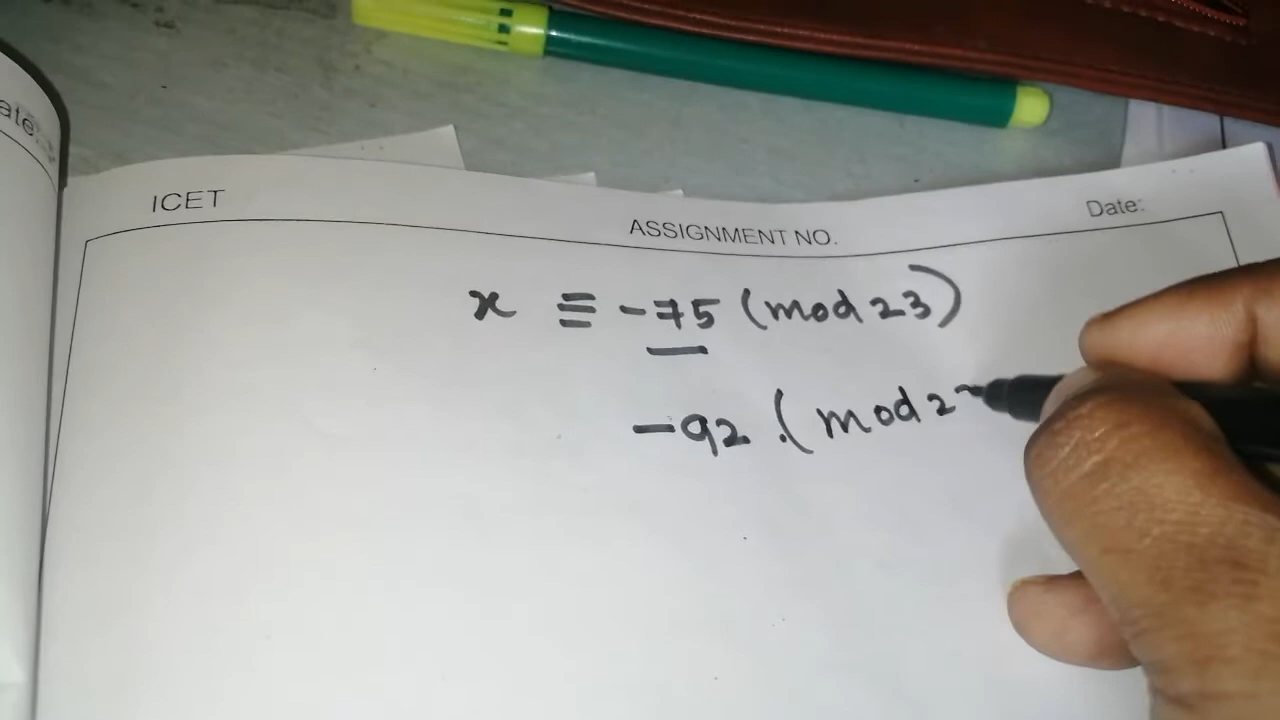 ICET
ASSIGNMENT NO.
Date:
x ≡ -75 (mod 23)
-92 (mod 2